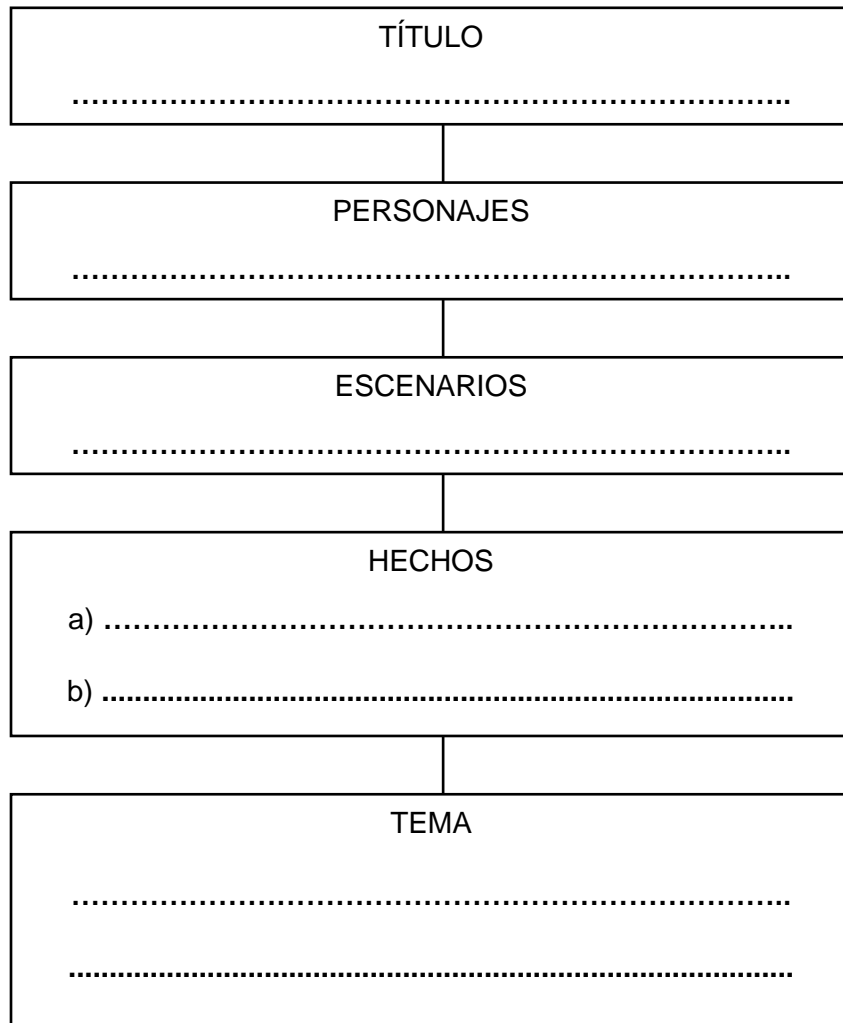 TÍTULO
……………………………………………………………………..
PERSONAJES
……………………………………………………………………..
ESCENARIOS
……………………………………………………………………..
HECHOS
a) …………………………………………………………………..
b) .....................................................................................
TEMA
……………………………………………………………………..
.........................................................................................